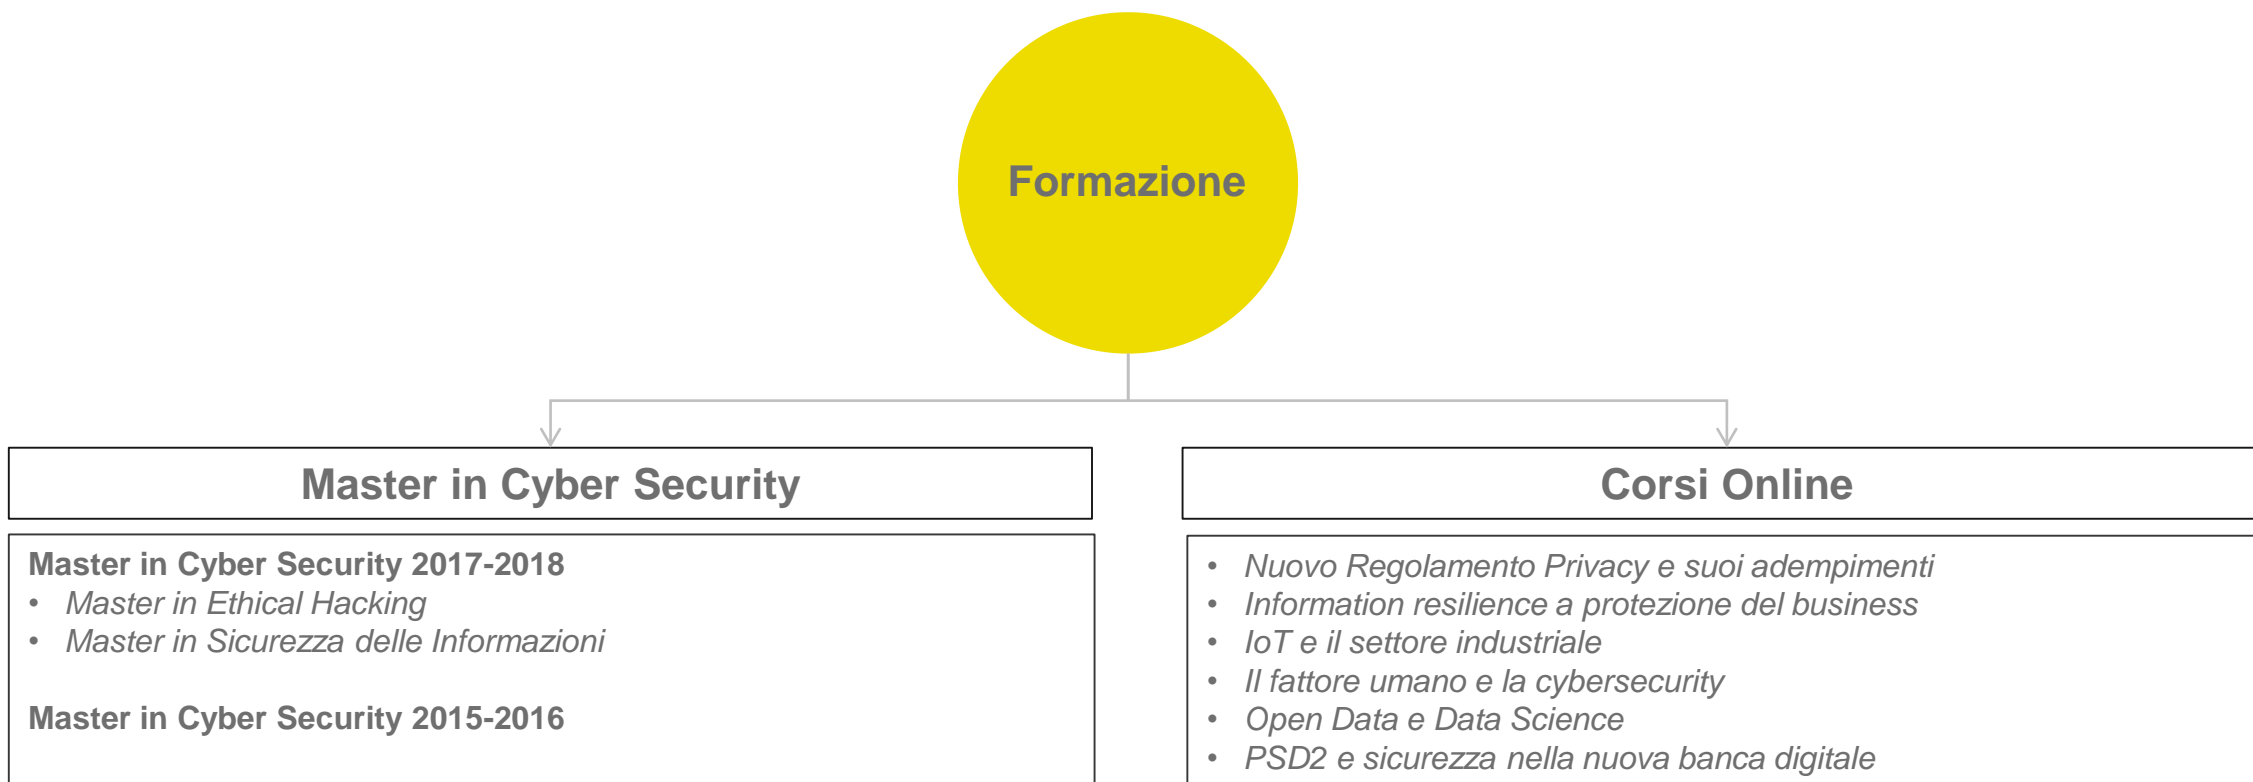 Formazione
Master in Cyber Security
Master in Cyber Security 2017-2018
• Master in Ethical Hacking
• Master in Sicurezza delle Informazioni
Master in Cyber Security 2015-2016
Corsi Online
• Nuovo Regolamento Privacy e suoi adempimenti
• Information resilience a protezione del business
• IoT e il settore industriale
• Il fattore umano e la cybersecurity
• Open Data e Data Science
• PSD2 e sicurezza nella nuova banca digitale